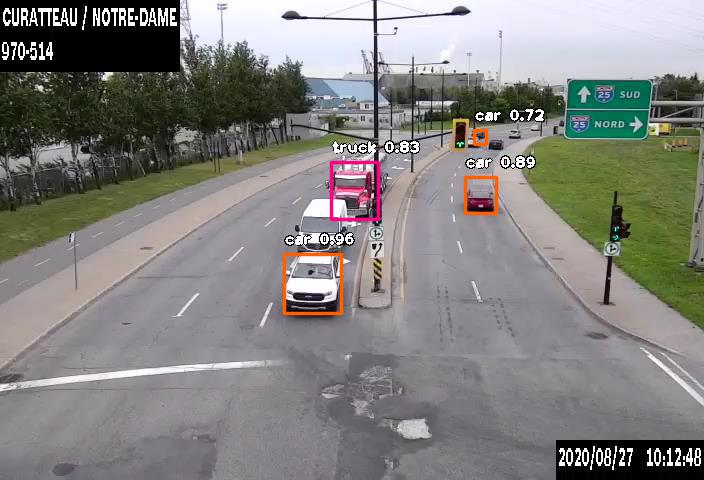 CURATTEAU / NOTRE-DAME
970-514
car 0.72
25 SUD
25 NORD
truck 0.83
car 0.89
car 0.96
2020/08/27 10:12:48